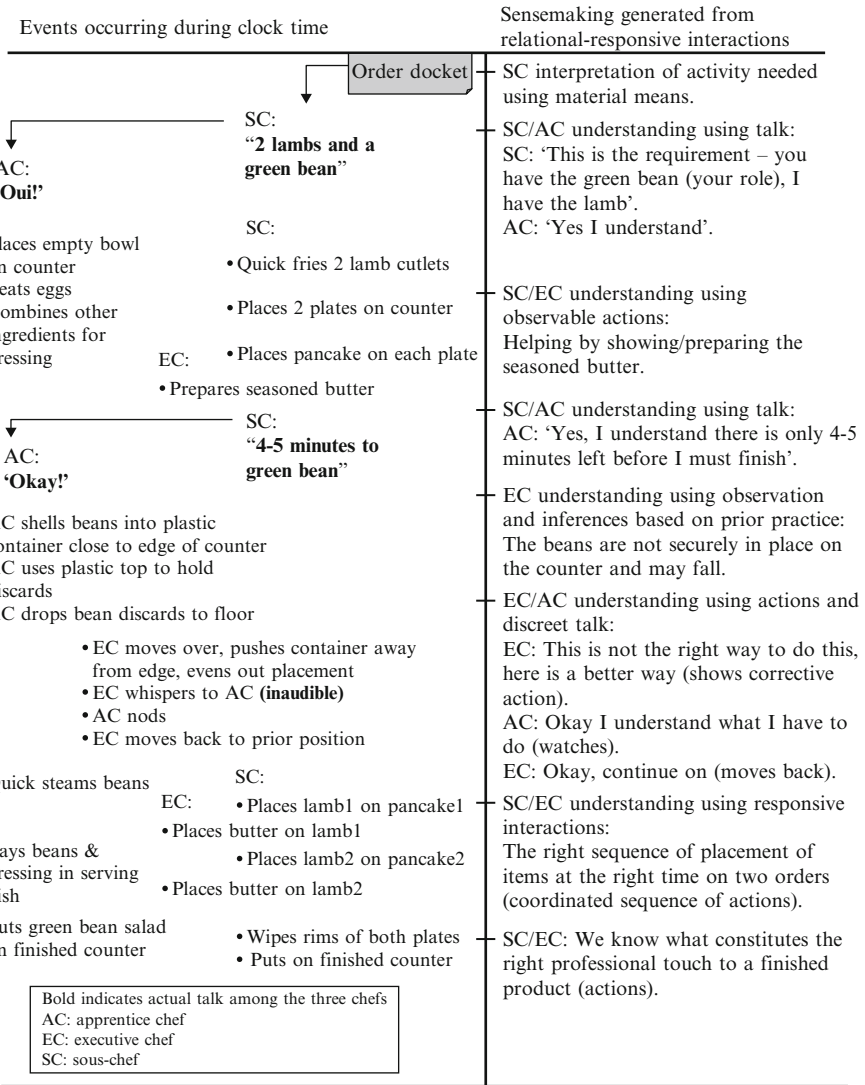 Events occurring during clock time
Order docket
SC:
“2 lambs and a
green bean”
AC:
Oui!’
laces empty bowl
n counter
eats eggs
ombines other
ngredients for
ressing
SC:
• Quick fries 2 lamb cutlets
• Places 2 plates on counter
• Places pancake on each plate
EC:
• Prepares seasoned butter
SC:
“4-5 minutes to
green bean”
AC:
‘Okay!’
C shells beans into plastic
ontainer close to edge of counter
C uses plastic top to hold
iscards
C drops bean discards to floor
• EC moves over, pushes container away
from edge, evens out placement
• EC whispers to AC (inaudible)
• AC nods
• EC moves back to prior position
uick steams beans
SC:
EC:
• Places lamb1 on pancake1
• Places butter on lamb1
• Places lamb2 on pancake2
• Places butter on lamb2
ays beans &
ressing in serving
ish
uts green bean salad
n finished counter
• Wipes rims of both plates
• Puts on finished counter
Bold indicates actual talk among the three chefs
AC: apprentice chef
EC: executive chef
SC: sous-chef
Sensemaking generated from
relational-responsive interactions
SC interpretation of activity needed
using material means.
SC/AC understanding using talk:
SC: ‘This is the requirement – you
have the green bean (your role), I
have the lamb’.
AC: ‘Yes I understand’.
SC/EC understanding using
observable actions:
Helping by showing/preparing the
seasoned butter.
SC/AC understanding using talk:
AC: ‘Yes, I understand there is only 4-5
minutes left before I must finish’.
EC understanding using observation
and inferences based on prior practice:
The beans are not securely in place on
the counter and may fall.
EC/AC understanding using actions and
discreet talk:
EC: This is not the right way to do this,
here is a better way (shows corrective
action).
AC: Okay I understand what I have to
do (watches).
EC: Okay, continue on (moves back).
SC/EC understanding using responsive
interactions:
The right sequence of placement of
items at the right time on two orders
(coordinated sequence of actions).
SC/EC: We know what constitutes the
right professional touch to a finished
product (actions).